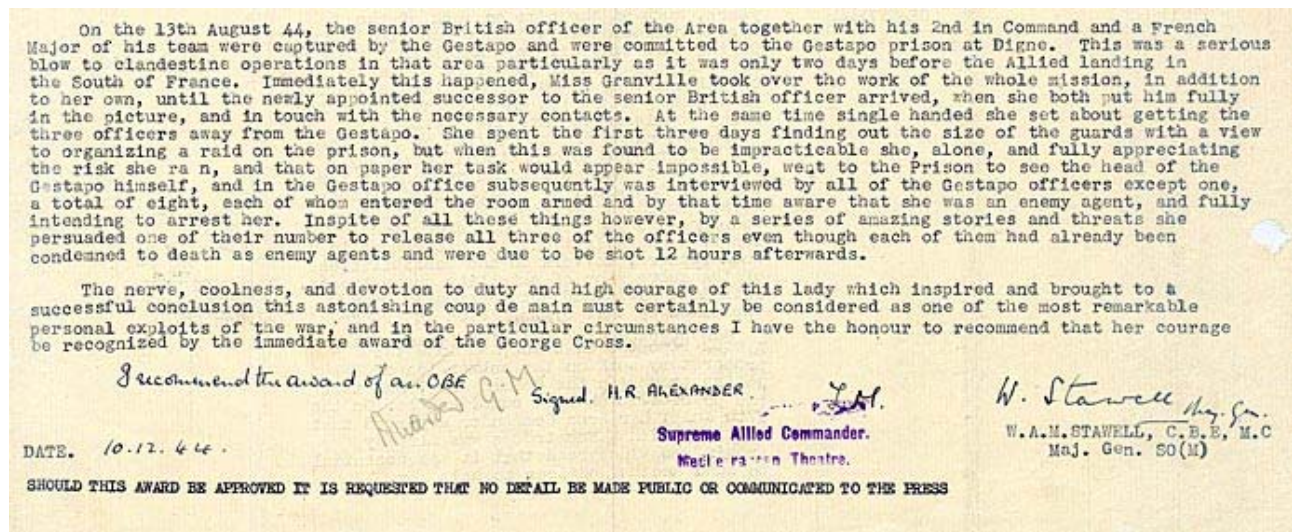 On the 13th August 44, the senior British officer of the Area together with his 2nd in Command and a French
Major of his team were captured by the Gestapo and were committed to the Gestapo prison at Digne. This was a serious
blow to clandestine operations in that area particularly as it was only two days before the Allied landing in
the South of France. Immediately this happened, Miss Granville took over the work of the whole mission, in addition
to her own, until the newly appointed successor to the senior British officer arrived, when she both put him fully
in the picture, and in touch with the necessary contacts. At the same time single handed she set about getting the
three officers away from the Gestapo. She spent the first three days finding out the size of the guards with a view
to organizing a raid on the prison, but when this was found to be impracticable she, alone, and fully appreciating
the risk she ra n, and that on paper her task would appear impossible, went to the Prison to see the head of the
Gestapo himself, and in the Gestapo office subsequently was interviewed by all of the Gestapo officers except one,
a total of eight, each of whom entered the room armed and by that time aware that she was an enemy agent, and fully
intending to arrest her. Inspite of all these things however, by a series of amazing stories and threats she
persuaded one of their number to release all three of the officers even though each of them had already been
condemned to death as enemy agents and were due to be shot 12 hours afterwards.
The nerve, coolness, and devotion to duty and high courage of this lady which inspired and brought to a
successful conclusion this astonishing coup de main must certainly be considered as one of the most remarkable
personal exploits of the war, and in the particular circumstances I have the honour to recommend that her courage
be recognized by the immediate award of the George Cross.
I recommend the award of an OBE
Awarded G.M
Signed. H.R. ALEXANDER.
W. Stawell Maj. Gen.
Supreme Allied Commander.
Mediterranean Theatre.
W.A.M.STAWELL, C.B.E, M.C
Maj. Gen. SO(M)
DATE. 10.12.44.
SHOULD THIS AWARD BE APPROVED IT IS REQUESTED THAT NO DETAIL BE MADE PUBLIC OR COMMUNICATED TO THE PRESS